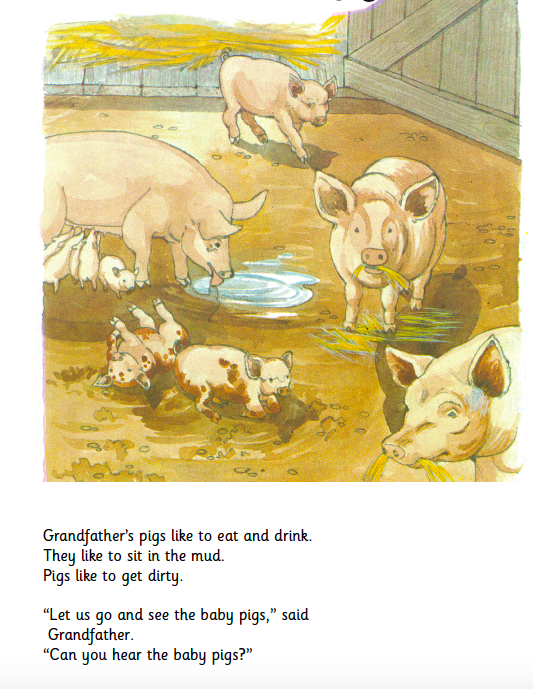 Grandfather's pigs like to eat and drink.
They like to sit in the mud.
Pigs like to get dirty.
“Let us go and see the baby pigs,” said
Grandfather.
“Can you hear the baby pigs?”